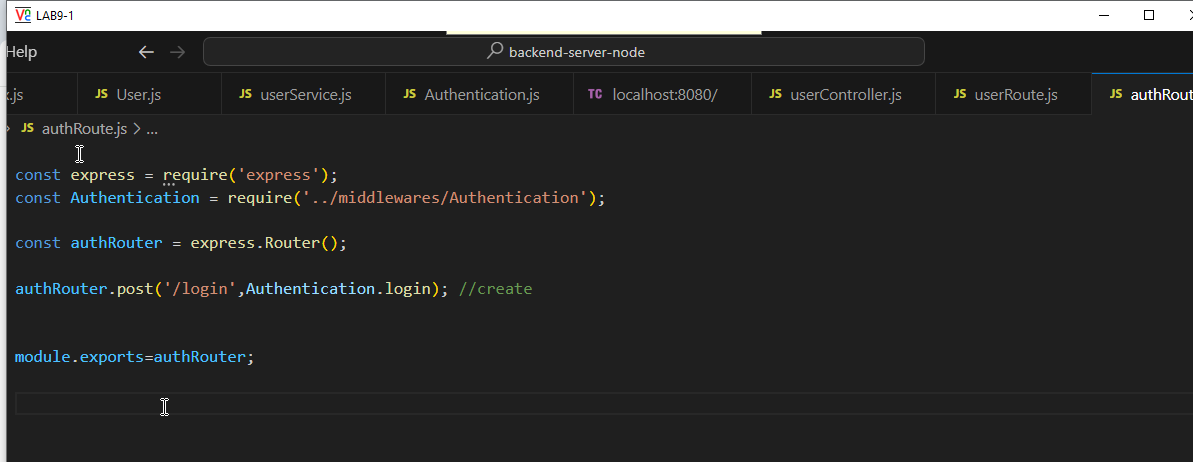 LAB9-1
Help
backend-server-node
x.js
JS User.js
JS userService.js
JS Authentication.js
TC localhost:8080/
JS userController.js
JS userRoute.js
JS authRout
JS authRoute.js > ...
const express = require('express');
const Authentication = require('../middlewares/Authentication');
const authRouter = express.Router();
authRouter.post('/login',Authentication.login); //create
module.exports=authRouter;